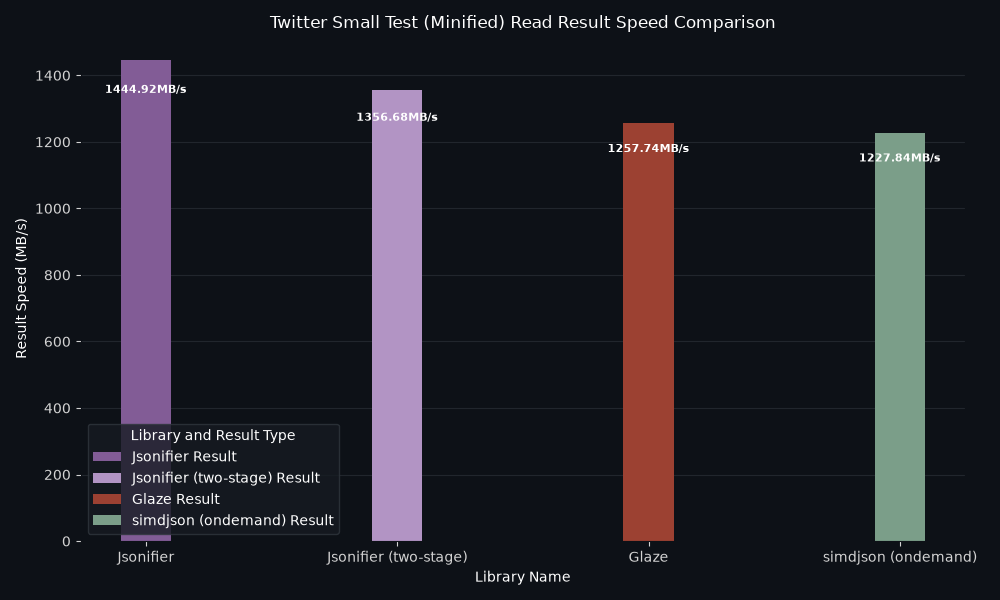 Twitter Small Test (Minified) Read Result Speed Comparison
Result Speed (MB/s)
1400
1200
1000
800
600
400
200
0
1444.92MB/s
1356.68MB/s
1257.74MB/s
1227.84MB/s
Library and Result Type
Jsonifier Result
Jsonifier (two-stage) Result
Glaze Result
simdjson (ondemand) Result
Jsonifier
Jsonifier (two-stage)
Glaze
simdjson (ondemand)
Library Name